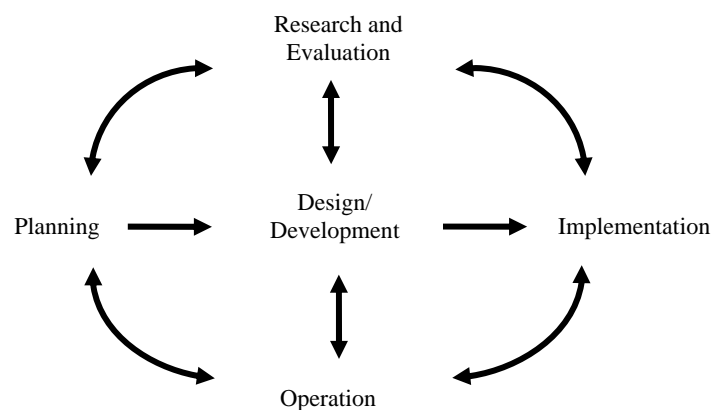 Research and
Evaluation
Planning
Design/
Development
Implementation
Operation